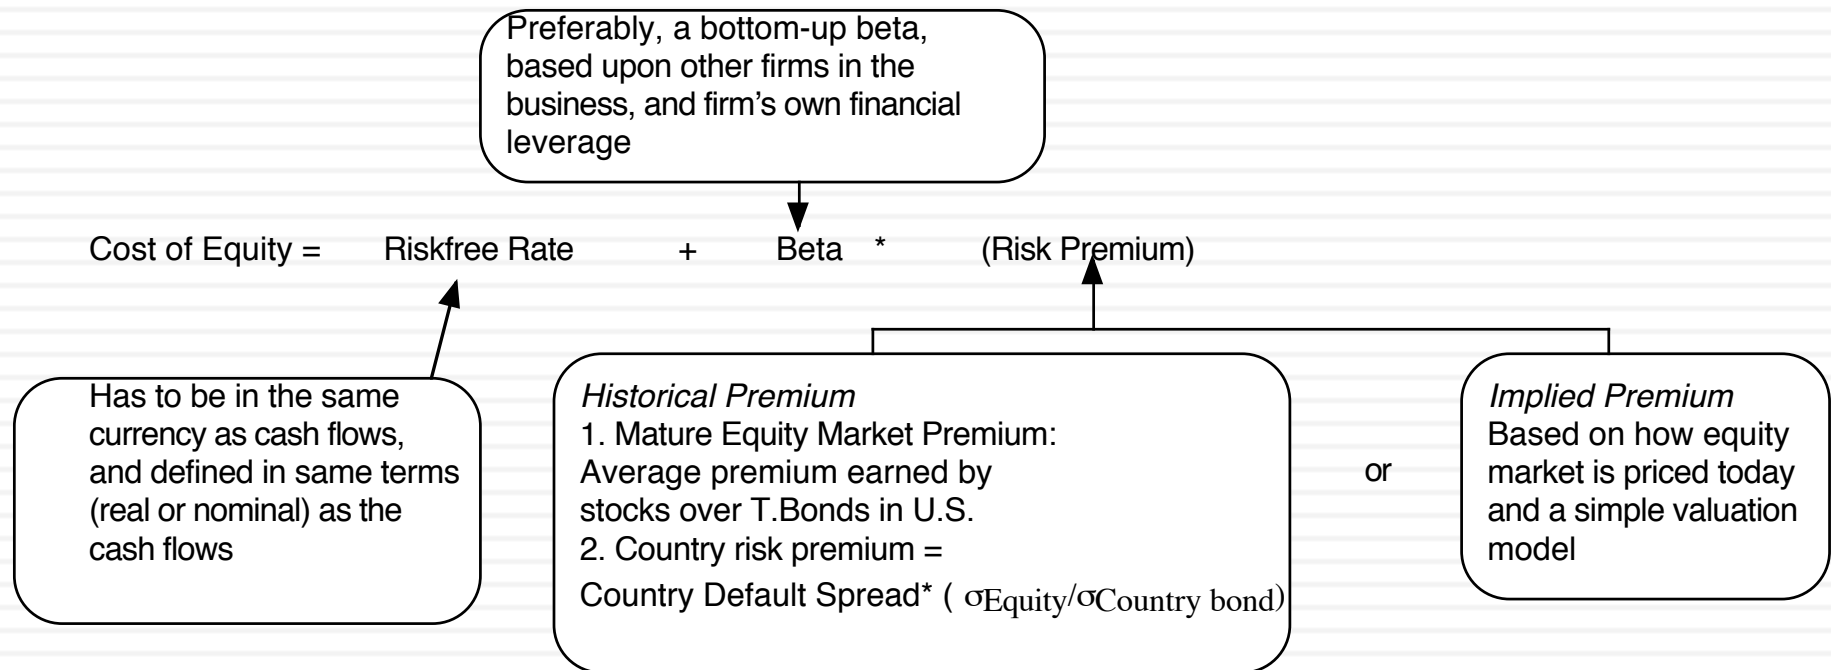 Preferably, a bottom-up beta,
based upon other firms in the
business, and firm's own financial
leverage
Cost of Equity = Riskfree Rate + Beta * (Risk Premium)
Has to be in the same
currency as cash flows,
and defined in same terms
(real or nominal) as the
cash flows
Historical Premium
1. Mature Equity Market Premium:
Average premium earned by
stocks over T.Bonds in U.S.
2. Country risk premium =
Country Default Spread* ( σEquity/σCountry bond)
or
Implied Premium
Based on how equity
market is priced today
and a simple valuation
model